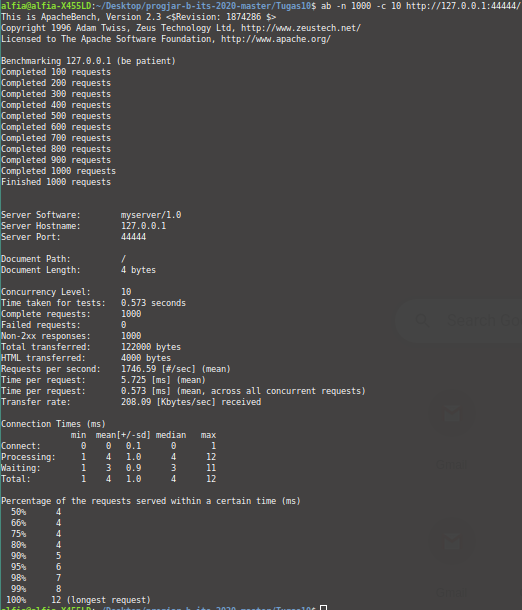 alfia@alfia-X455LD:~/Desktop/progjar-b-its-2020-master/Tugas10$ ab -n 1000 -c 10 http://127.0.0.1:44444/
This is ApacheBench, Version 2.3 <$Revision: 1874286 $>
Copyright 1996 Adam Twiss, Zeus Technology Ltd, http://www.zeustech.net/
Licensed to The Apache Software Foundation, http://www.apache.org/

Benchmarking 127.0.0.1 (be patient)
Completed 100 requests
Completed 200 requests
Completed 300 requests
Completed 400 requests
Completed 500 requests
Completed 600 requests
Completed 700 requests
Completed 800 requests
Completed 900 requests
Completed 1000 requests
Finished 1000 requests

Server Software:        myserver/1.0
Server Hostname:        127.0.0.1
Server Port:            44444

Document Path:          /
Document Length:        4 bytes

Concurrency Level:      10
Time taken for tests:   0.573 seconds
Complete requests:      1000
Failed requests:        0
Non-2xx responses:      1000
Total transferred:      122000 bytes
HTML transferred:       4000 bytes
Requests per second:    1746.59 [#/sec] (mean)
Time per request:       5.725 [ms] (mean)
Time per request:       0.573 [ms] (mean, across all concurrent requests)
Transfer rate:          208.09 [Kbytes/sec] received

Connection Times (ms)
              min  mean[+/-sd] median   max
Connect:        0    0   0.1      0       1
Processing:     1    4   1.0      4      12
Waiting:        1    3   0.9      3      11
Total:          1    4   1.0      4      12

Percentage of the requests served within a certain time (ms)
  50%      4
  66%      4
  75%      4
  80%      4
  90%      5
  95%      6
  98%      7
  99%      8
 100%     12 (longest request)
alfia@alfia-X455LD:~/Desktop/progjar-b-its-2020-master/Tugas10$